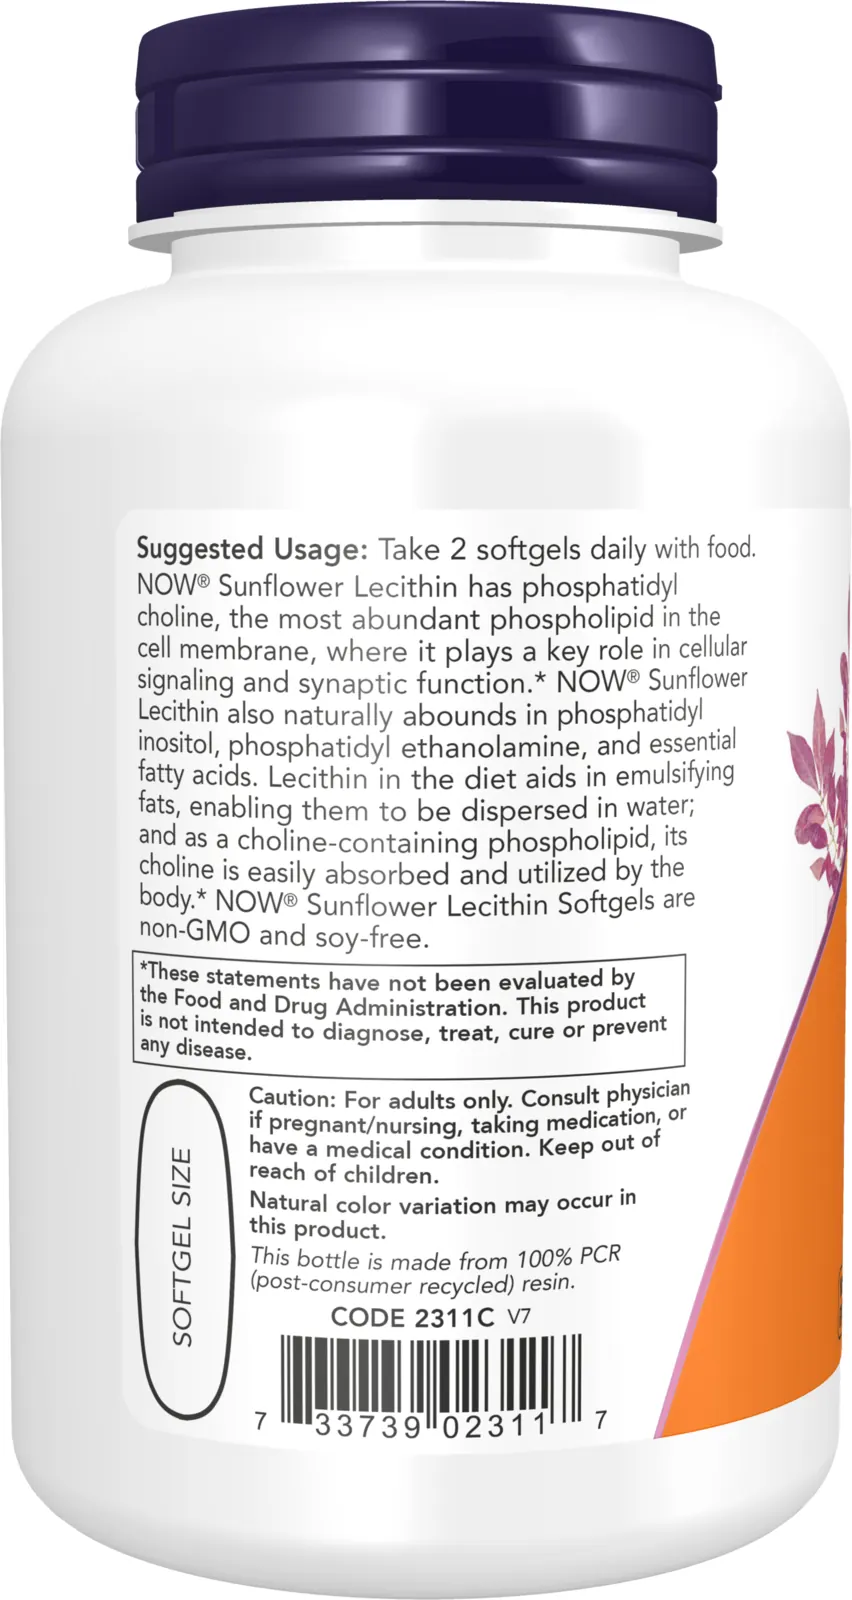 Suggested Usage: Take 2 softgels daily with food.
NOW® Sunflower Lecithin has phosphatidyl
choline, the most abundant phospholipid in the
cell membrane, where it plays a key role in cellular
signaling and synaptic function.* NOW® Sunflower
Lecithin also naturally abounds in phosphatidyl
inositol, phosphatidyl ethanolamine, and essential
fatty acids. Lecithin in the diet aids in emulsifying
fats, enabling them to be dispersed in water;
and as a choline-containing phospholipid, its
choline is easily absorbed and utilized by the
body.* NOW® Sunflower Lecithin Softgels are
non-GMO and soy-free.
*These statements have not been evaluated by
the Food and Drug Administration. This product
is not intended to diagnose, treat, cure or prevent
any disease.
SOFTGEL SIZE
Caution: For adults only. Consult physician
if pregnant/nursing, taking medication, or
have a medical condition. Keep out of
reach of children.
Natural color variation may occur in
this product.
This bottle is made from 100% PCR
(post-consumer recycled) resin.
CODE 2311C V7
7 33739 02311 7